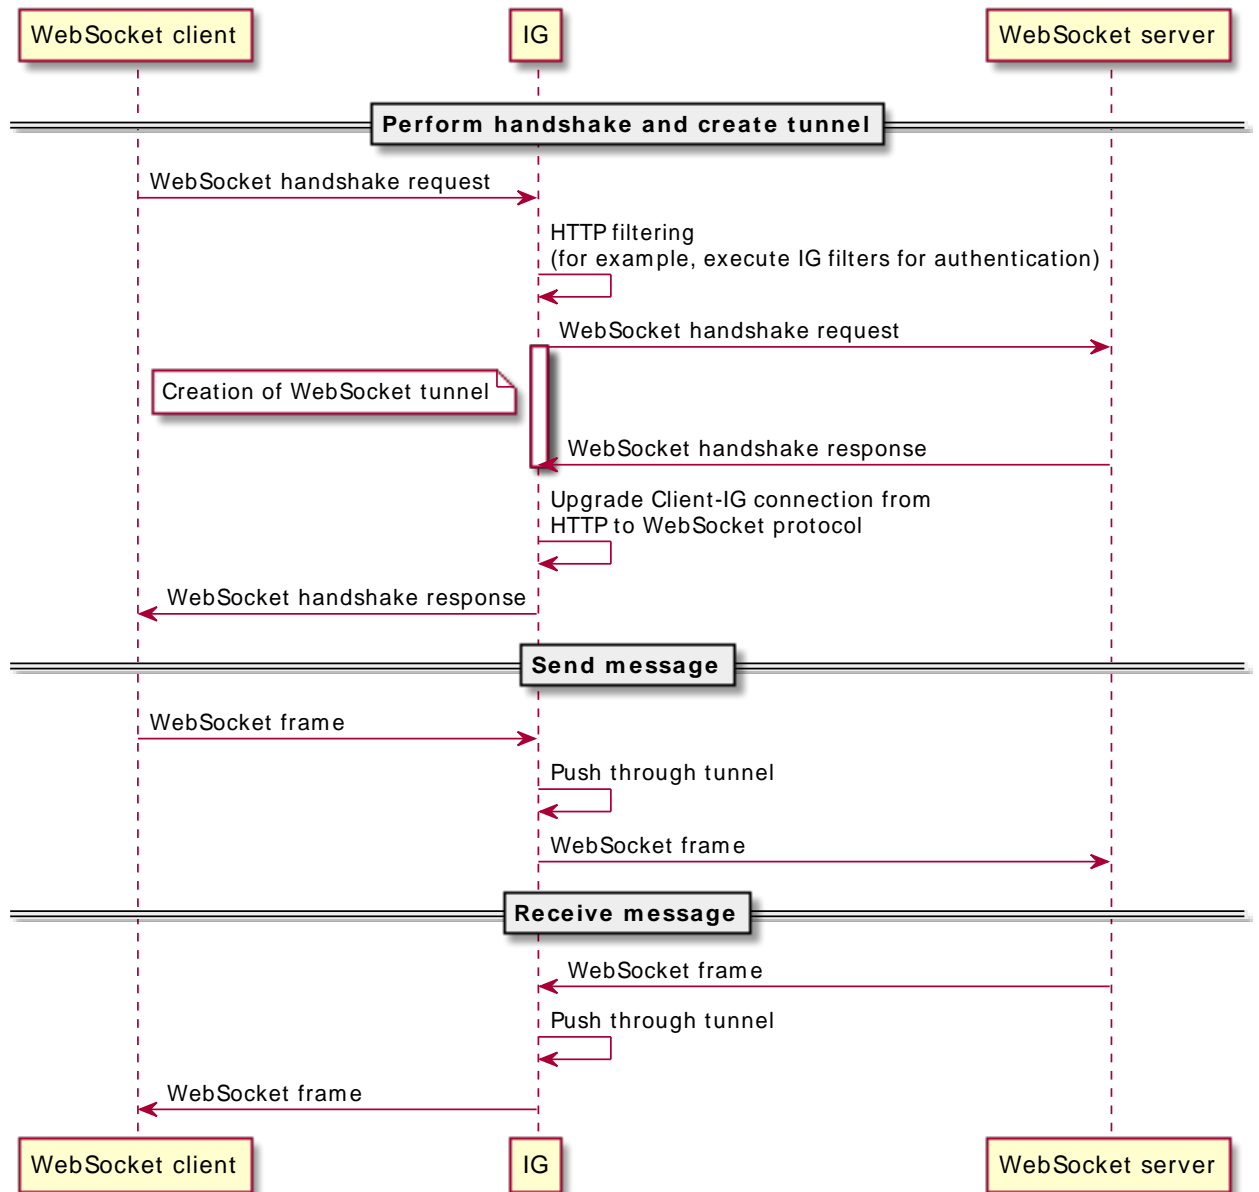 WebSocket client
IG
WebSocket server
Perform handshake and create tunnel
WebSocket handshake request
HTTP filtering
(for example, execute IG filters for authentication)
WebSocket handshake request
Creation of WebSocket tunnel
WebSocket handshake response
Upgrade Client-IG connection from
HTTP to WebSocket protocol
WebSocket handshake response
Send message
WebSocket frame
Push through tunnel
WebSocket frame
Receive message
WebSocket frame
Push through tunnel
WebSocket frame
WebSocket client
IG
WebSocket server